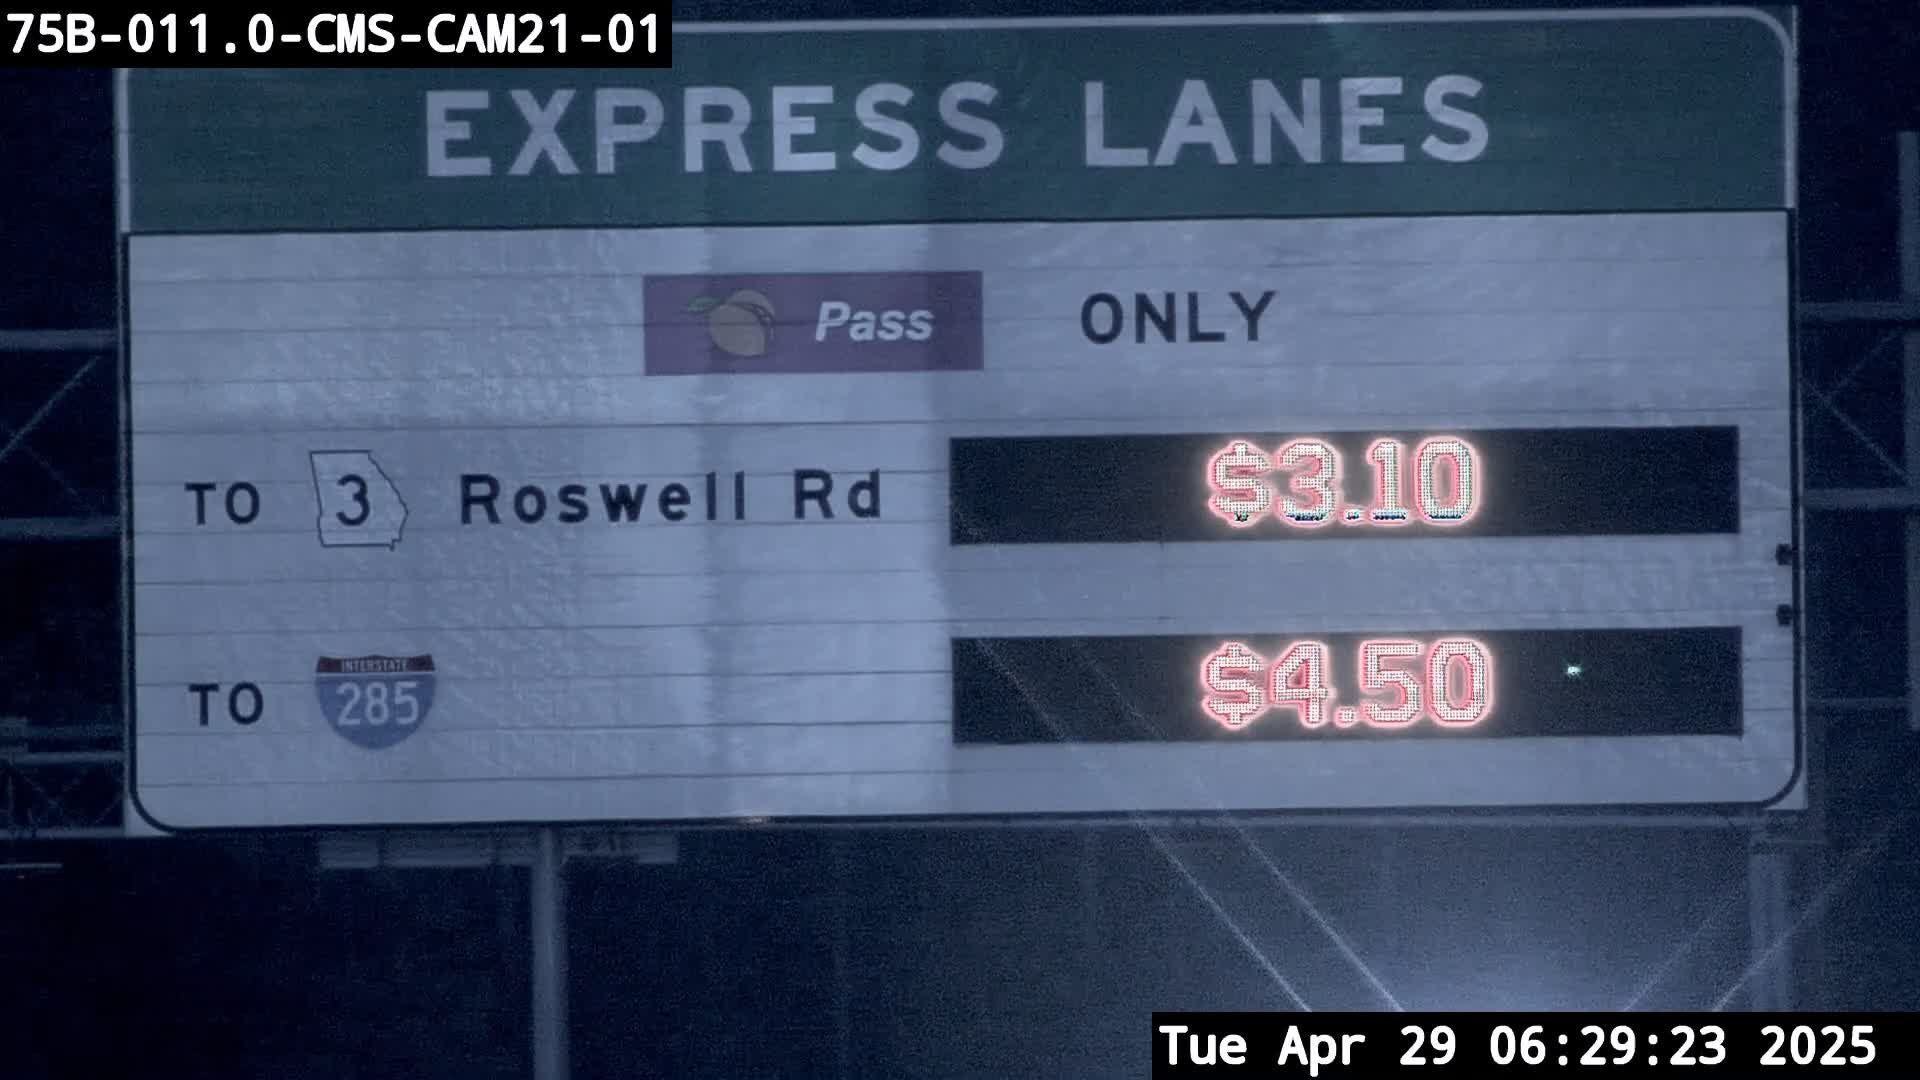 75B-011.0-CMS-CAM21-01
EXPRESS LANES
Pass ONLY
TO 3 Roswell Rd $3.10
TO INTERSTATE 285 $4.50
Tue Apr 29 06:29:23 2025